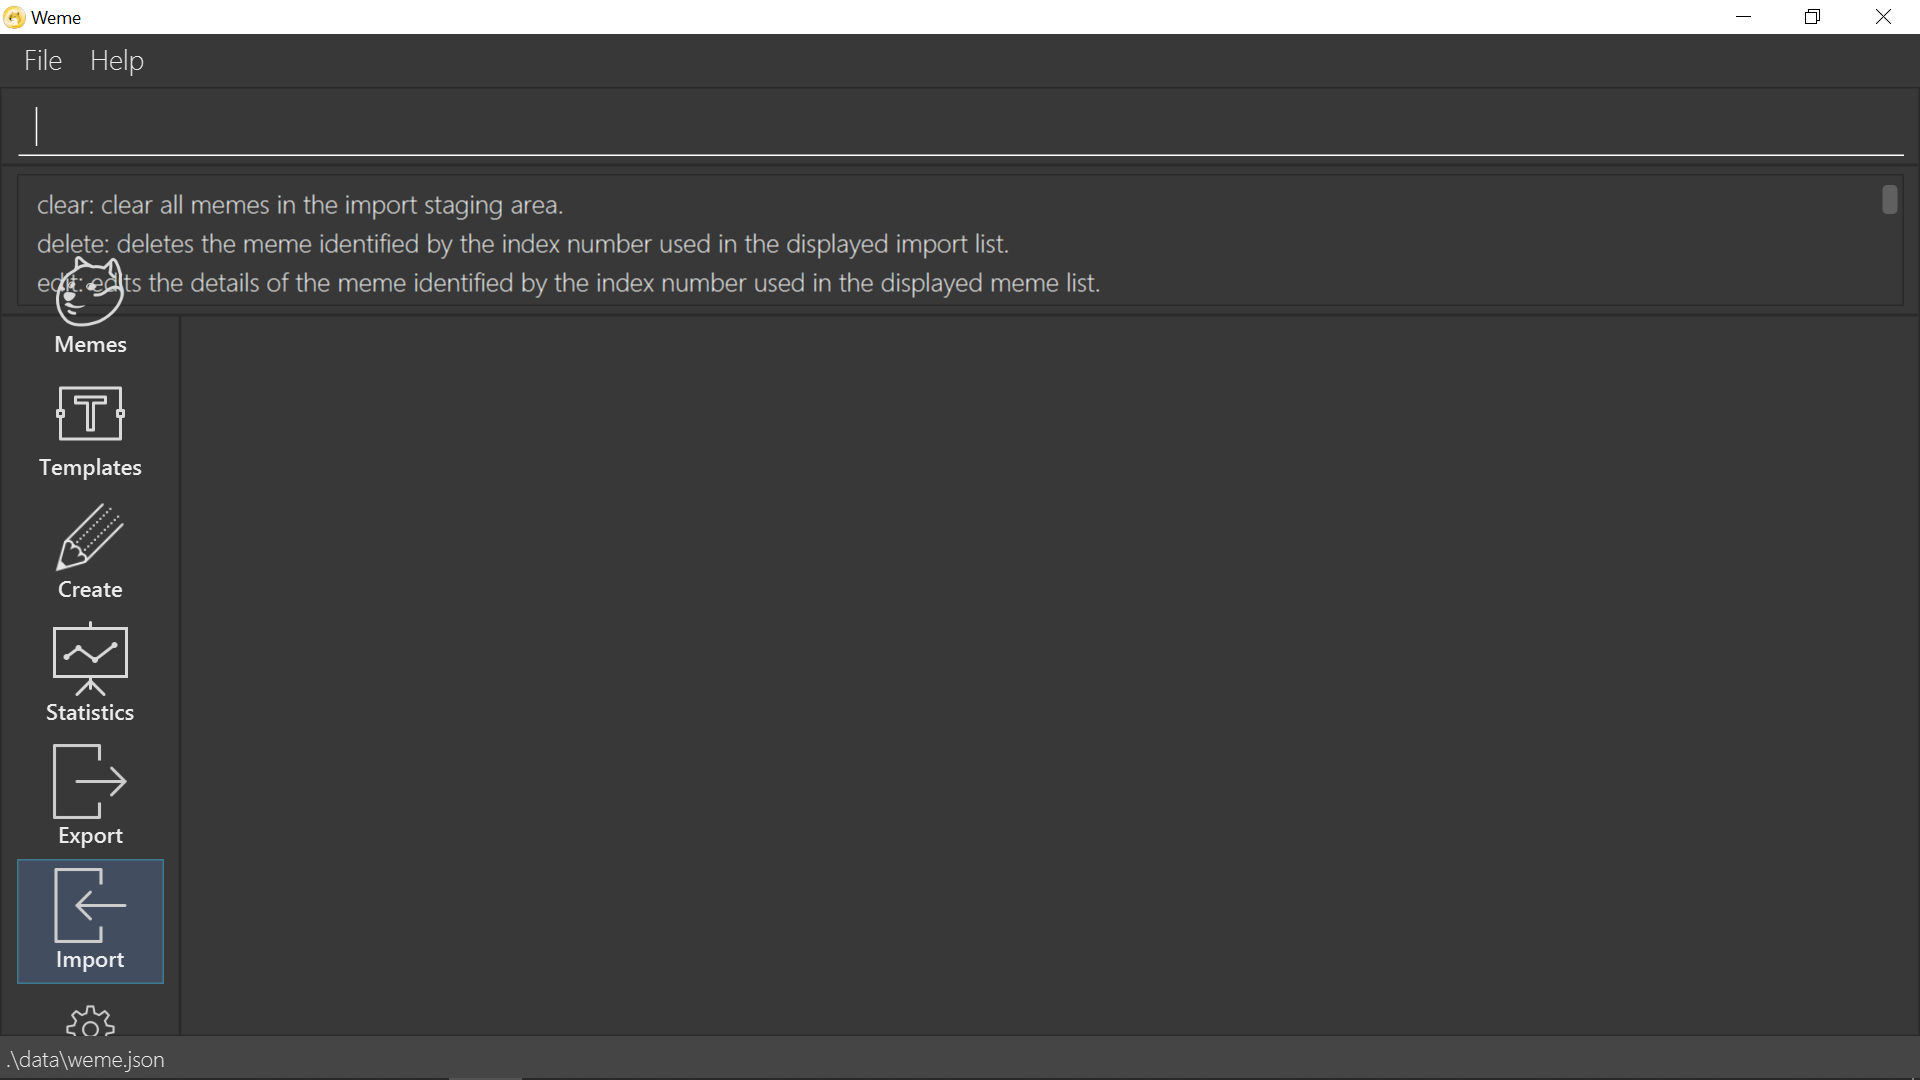 Weme
File Help
clear: clear all memes in the import staging area.
delete: deletes the meme identified by the index number used in the displayed import list.
edit: edits the details of the meme identified by the index number used in the displayed meme list.
Memes
T
Templates
Create
Statistics
Export
Import
.\data\weme.json